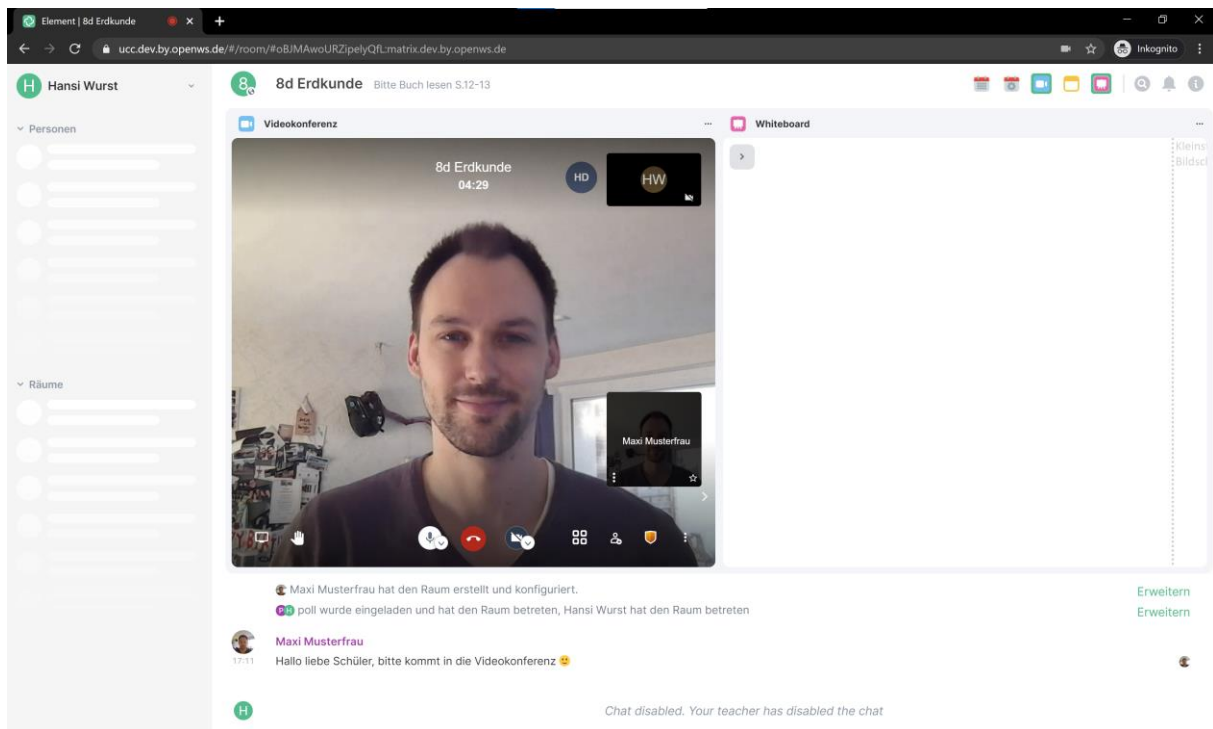 Element | 8d Erdkunde
ucc.dev.by.openws.de/#/room/#oBJMAwoURZipelyQfL:matrix.dev.by.openws.de
Inkognito
H Hansi Wurst
8 8d Erdkunde Bitte Buch lesen S.12-13
Personen
Räume
Videokonferenz
Whiteboard
8d Erdkunde
04:29
HD
HW
Maxi Musterfrau
Maxi Musterfrau hat den Raum erstellt und konfiguriert.
Erweitern
P H poll wurde eingeladen und hat den Raum betreten, Hansi Wurst hat den Raum betreten
Erweitern
Maxi Musterfrau
17:11 Hallo liebe Schüler, bitte kommt in die Videokonferenz 🙂
H Chat disabled. Your teacher has disabled the chat